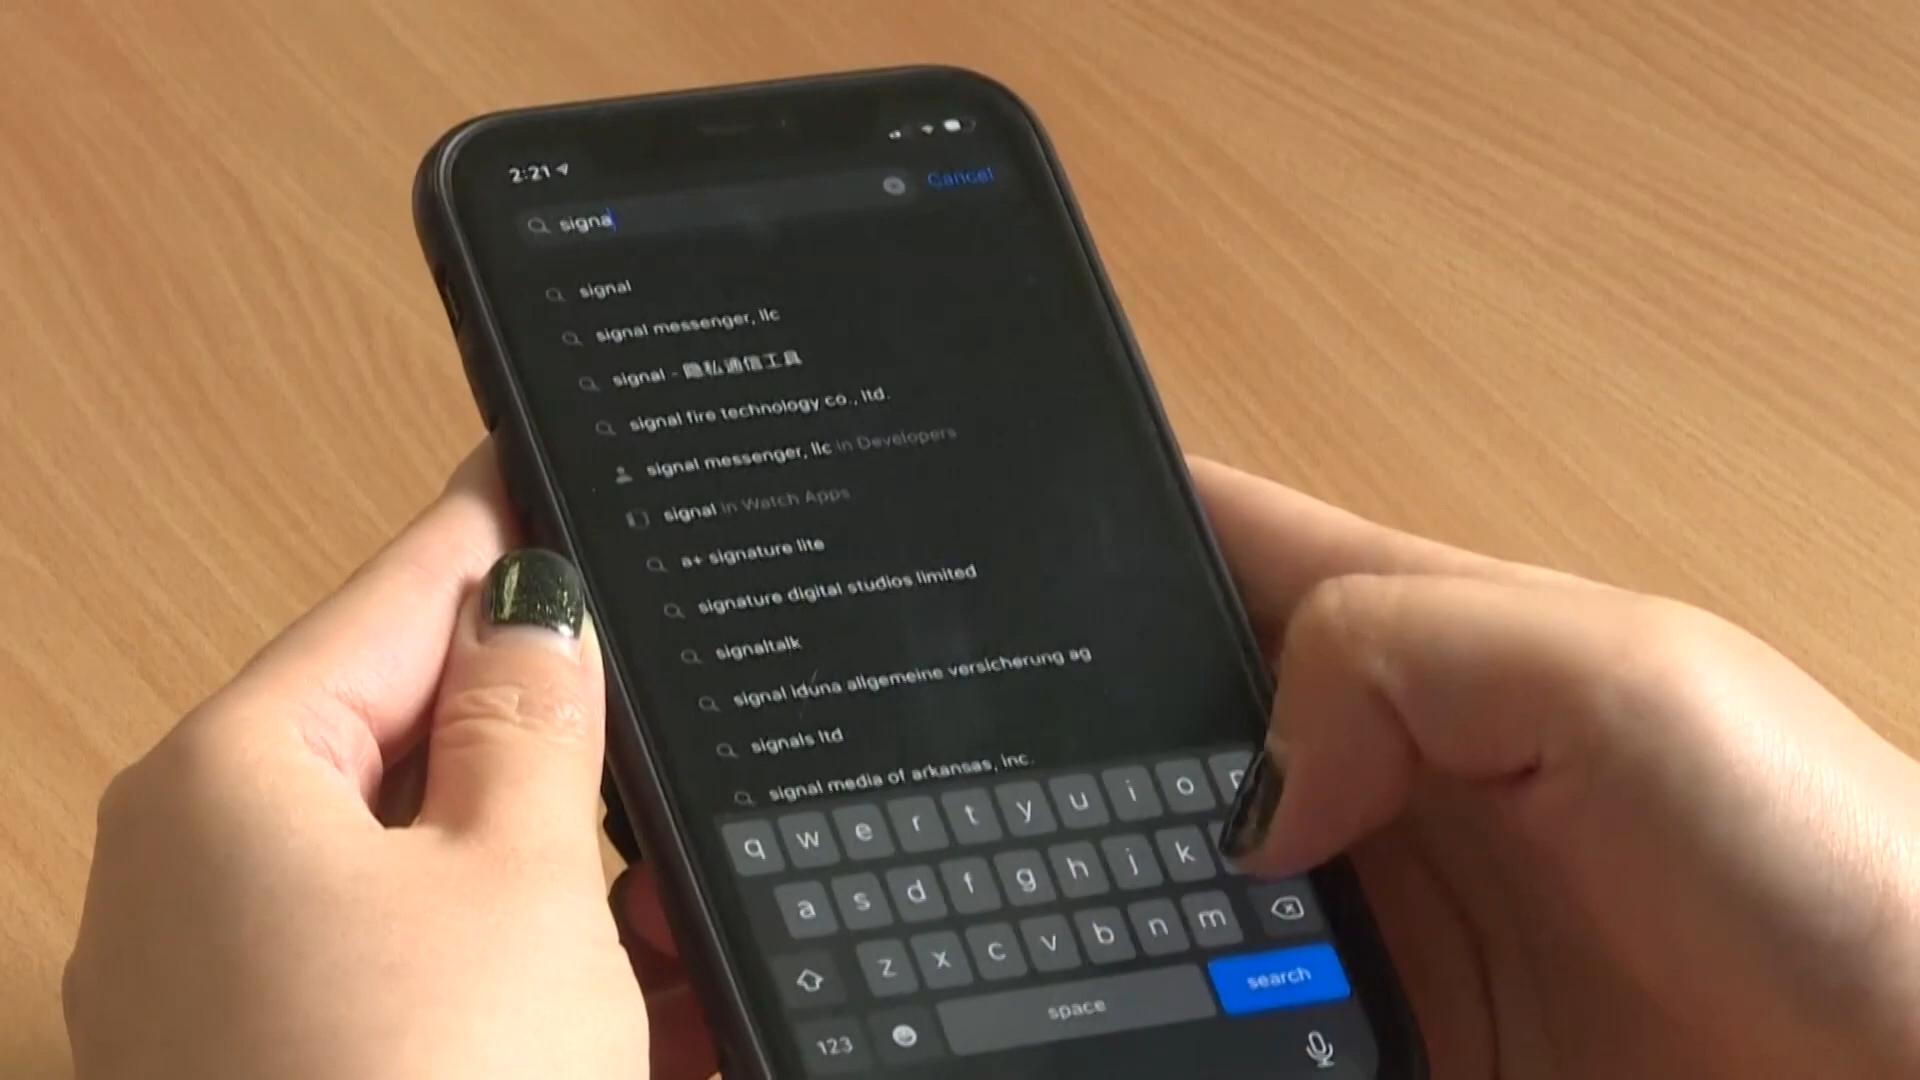 2:21
signa
Cancel
signal
signal messenger, llc
signal - 隐私通信工具
signal fire technology co., ltd.
signal messenger, llc in Developers
signal in Watch Apps
a+ signature lite
signature digital studios limited
signaltalk
signal iduna allgemeine versicherung ag
signals ltd
signal media of arkansas, inc.
q w e r t y u i o p
a s d f g h j k
z x c v b n m
123 space search